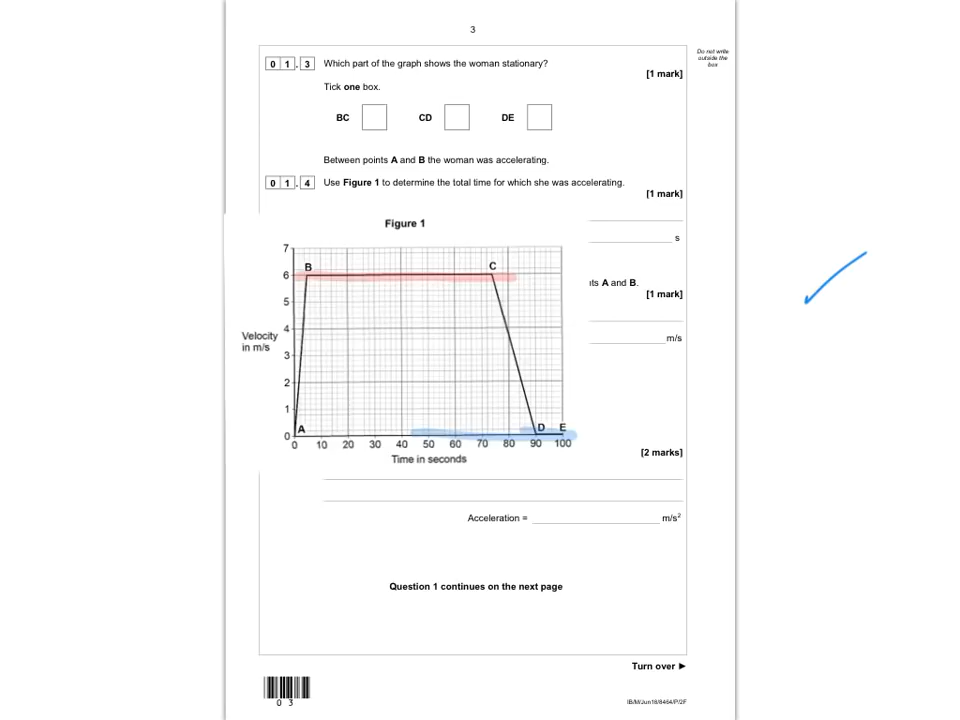 3
Do not write
outside the
box
0 1 . 3 Which part of the graph shows the woman stationary?
[1 mark]
Tick one box.
BC CD DE
Between points A and B the woman was accelerating.
0 1 . 4 Use Figure 1 to determine the total time for which she was accelerating.
[1 mark]
Figure 1
s
7
6
5
4
3
2
1
0
B C
A D E
Velocity
in m/s
0 10 20 30 40 50 60 70 80 90 100
Time in seconds
A and B.
[1 mark]
m/s
[2 marks]
Acceleration = m/s²
Question 1 continues on the next page
Turn over ►
0 3
IB/M/Jun18/8464/P/2F